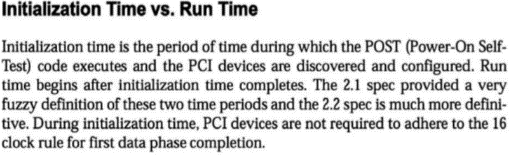 Initialization Time vs. Run Time
Initialization time is the period of time during which the POST (Power-On Self-
Test) code executes and the PCI devices are discovered and configured. Run
time begins after initialization time completes. The 2.1 spec provided a very
fuzzy definition of these two time periods and the 2.2 spec is much more defini-
tive. During initialization time, PCI devices are not required to adhere to the 16
clock rule for first data phase completion.